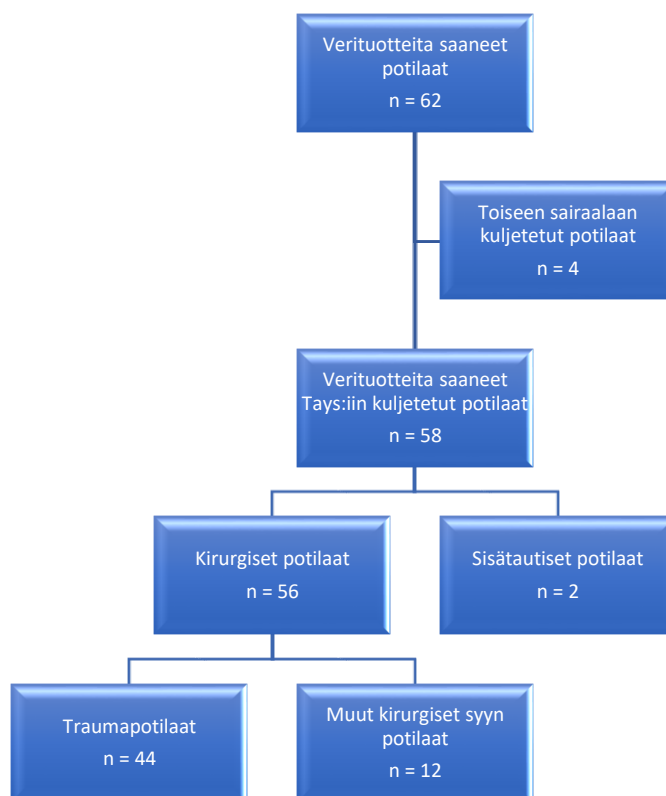 Verituotteita saaneet
potilaat
n = 62
Toiseen sairaalaan
kuljetetut potilaat
n = 4
Verituotteita saaneet
Tays:iin kuljetetut potilaat
n = 58
Kirurgiset potilaat
n = 56
Sisätautiset potilaat
n = 2
Traumapotilaat
n = 44
Muut kirurgiset syyn
potilaat
n = 12